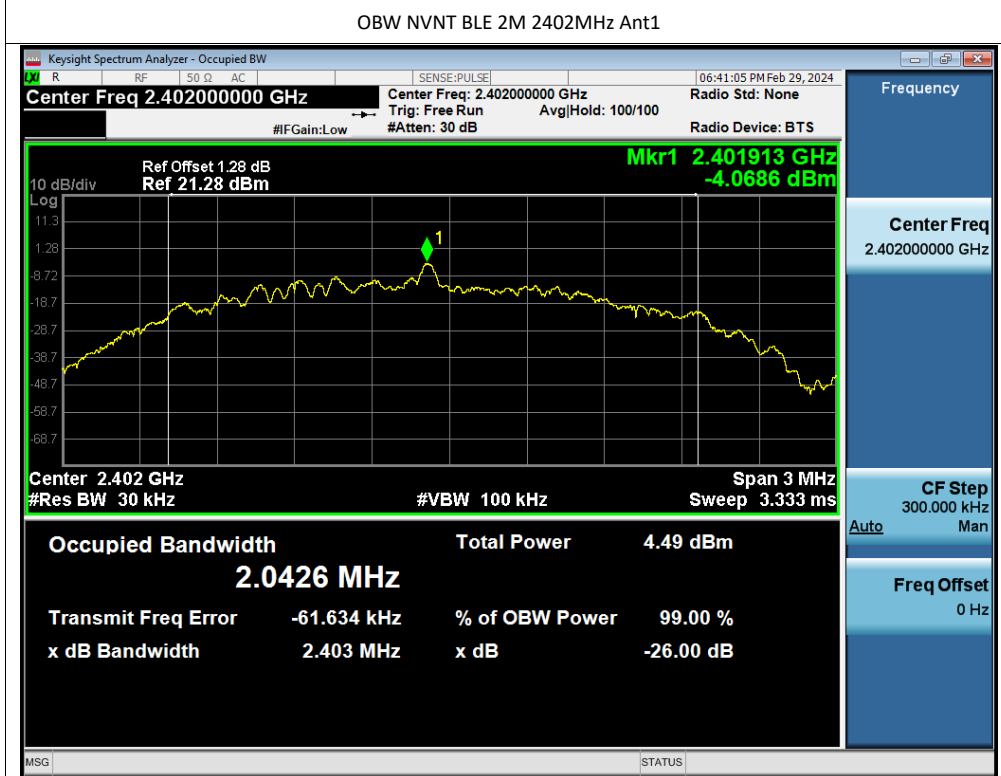 OBW NVNT BLE 2M 2402MHz Ant1
Keysight Spectrum Analyzer - Occupied BW
LXI R RF 50 Ω AC SENSE:PULSE 06:41:05 PM Feb 29, 2024
Center Freq 2.402000000 GHz Center Freq: 2.402000000 GHz Radio Std: None
Trig: Free Run Avg|Hold: 100/100
#IFGain:Low #Atten: 30 dB Radio Device: BTS
Mkr1 2.401913 GHz
-4.0686 dBm
Ref Offset 1.28 dB
10 dB/div Ref 21.28 dBm
Log
11.3
1.28
-8.72
-18.7
-28.7
-38.7
-48.7
-58.7
-68.7
1
Center 2.402 GHz Span 3 MHz
#Res BW 30 kHz #VBW 100 kHz Sweep 3.333 ms
Occupied Bandwidth Total Power 4.49 dBm
2.0426 MHz
Transmit Freq Error -61.634 kHz % of OBW Power 99.00 %
x dB Bandwidth 2.403 MHz x dB -26.00 dB
MSG STATUS
Frequency
Center Freq
2.402000000 GHz
CF Step
300.000 kHz
Auto Man
Freq Offset
0 Hz